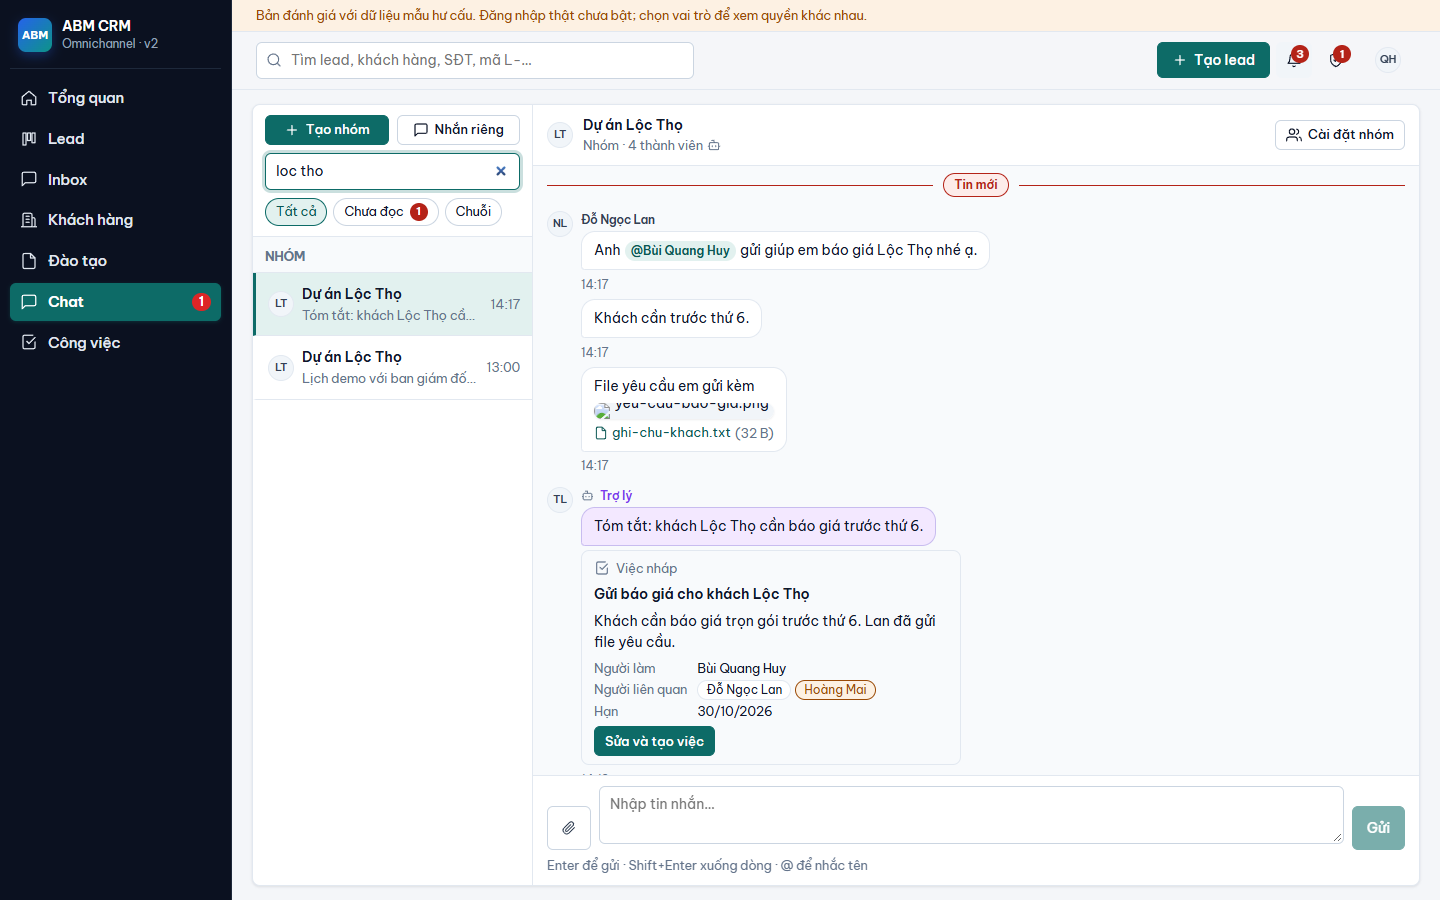 ABM
ABM CRM
Omnichannel · v2
Tổng quan
Lead
Inbox
Khách hàng
Đào tạo
Chat
1
Công việc
Bản đánh giá với dữ liệu mẫu hư cấu. Đăng nhập thật chưa bật; chọn vai trò để xem quyền khác nhau.
Tìm lead, khách hàng, SĐT, mã L-...
Tạo lead
3
1
QH
Tạo nhóm
Nhắn riêng
loc tho
Tất cả
Chưa đọc 1
Chuỗi
NHÓM
LT
Dự án Lộc Thọ
14:17
Tóm tắt: khách Lộc Thọ cầ...
LT
Dự án Lộc Thọ
13:00
Lịch demo với ban giám đố...
LT
Dự án Lộc Thọ
Nhóm · 4 thành viên
Cài đặt nhóm
Tin mới
NL
Đỗ Ngọc Lan
Anh @Bùi Quang Huy gửi giúp em báo giá Lộc Thọ nhé ạ.
14:17
Khách cần trước thứ 6.
14:17
File yêu cầu em gửi kèm
yeu-cau-bao-gia.png
ghi-chu-khach.txt (32 B)
14:17
TL
Trợ lý
Tóm tắt: khách Lộc Thọ cần báo giá trước thứ 6.
Việc nháp
Gửi báo giá cho khách Lộc Thọ
Khách cần báo giá trọn gói trước thứ 6. Lan đã gửi
file yêu cầu.
Người làm Bùi Quang Huy
Người liên quan Đỗ Ngọc Lan Hoàng Mai
Hạn 30/10/2026
Sửa và tạo việc
Nhập tin nhắn...
Gửi
Enter để gửi · Shift+Enter xuống dòng · @ để nhắc tên